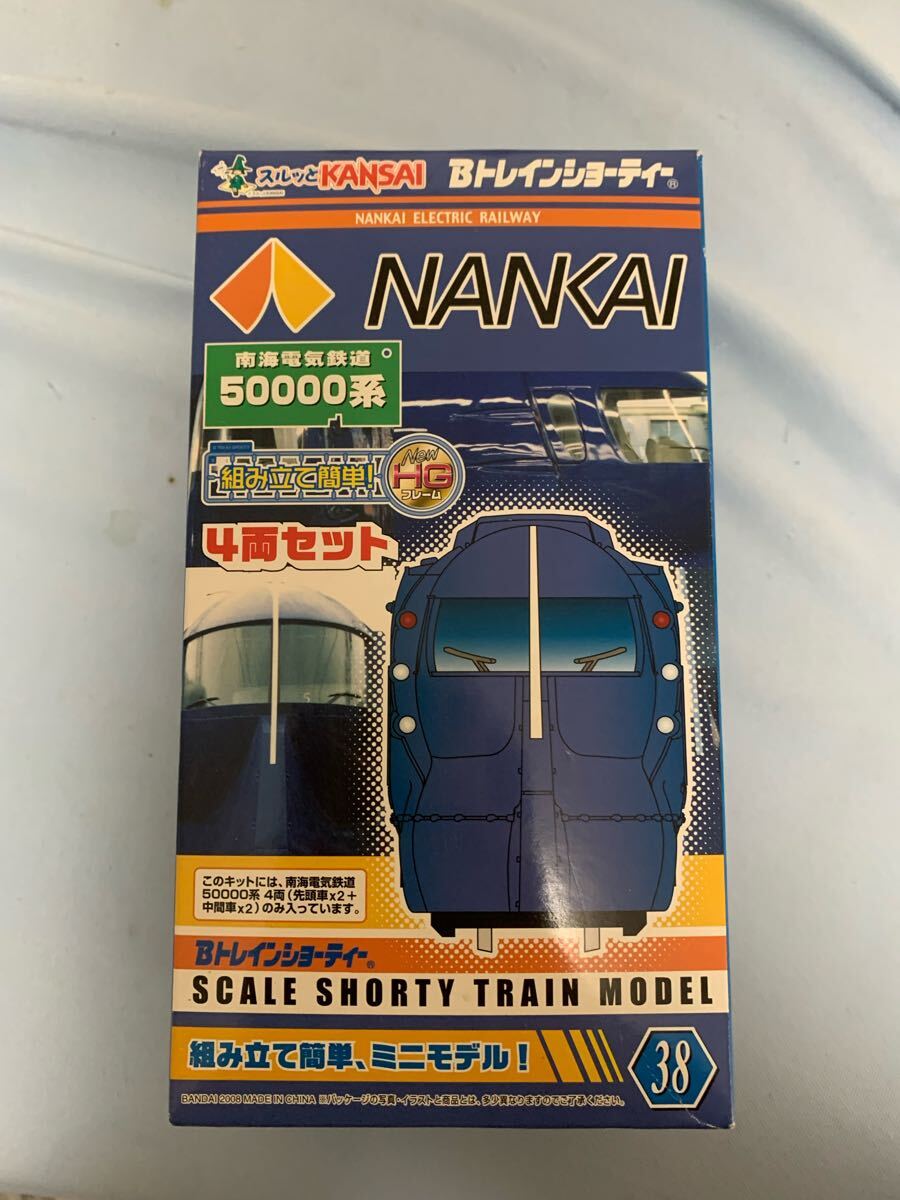 スルッとKANSAI Bトレインショーティー®
NANKAI ELECTRIC RAILWAY
NANKAI
南海電気鉄道
50000系
組み立て簡単!
New
HG
フレーム
4両セット
このキットには、南海電気鉄道
50000系 4両(先頭車x2+
中間車x2)のみ入っています。
Bトレインショーティー®
SCALE SHORTY TRAIN MODEL
組み立て簡単、ミニモデル!
38
BANDAI 2008 MADE IN CHINA ※パッケージの写真・イラストと商品とは、多少異なりますのでご了承ください。